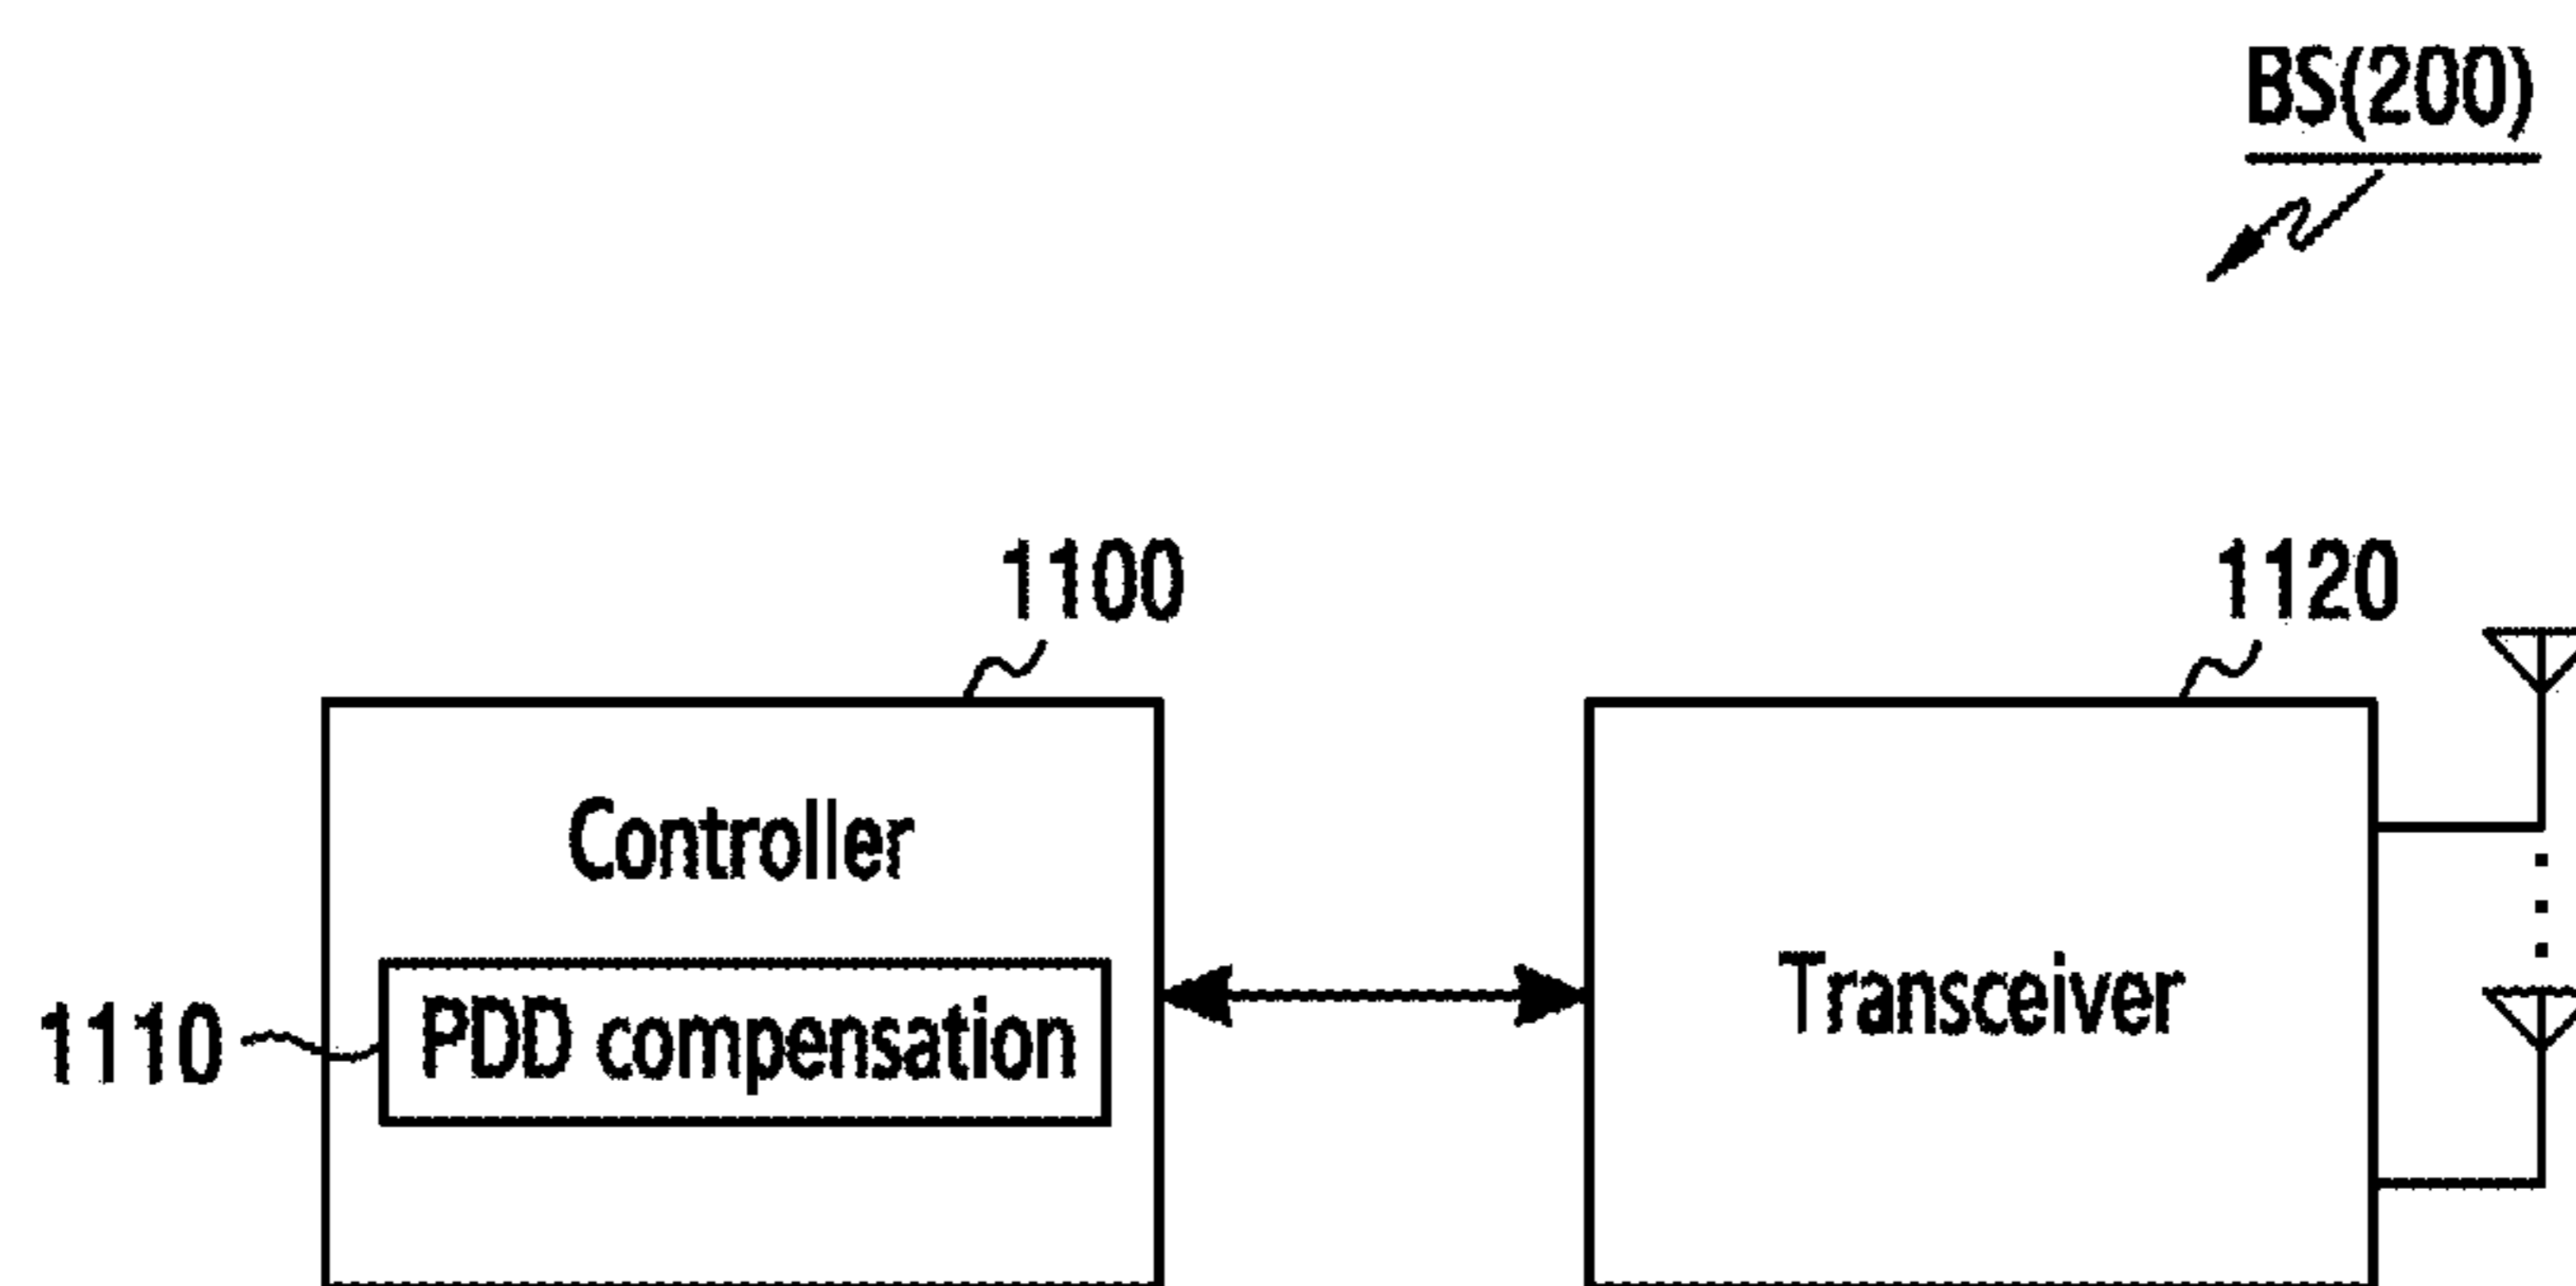 BS(200)
1100
1120
Controller
Transceiver
1110
PDD compensation